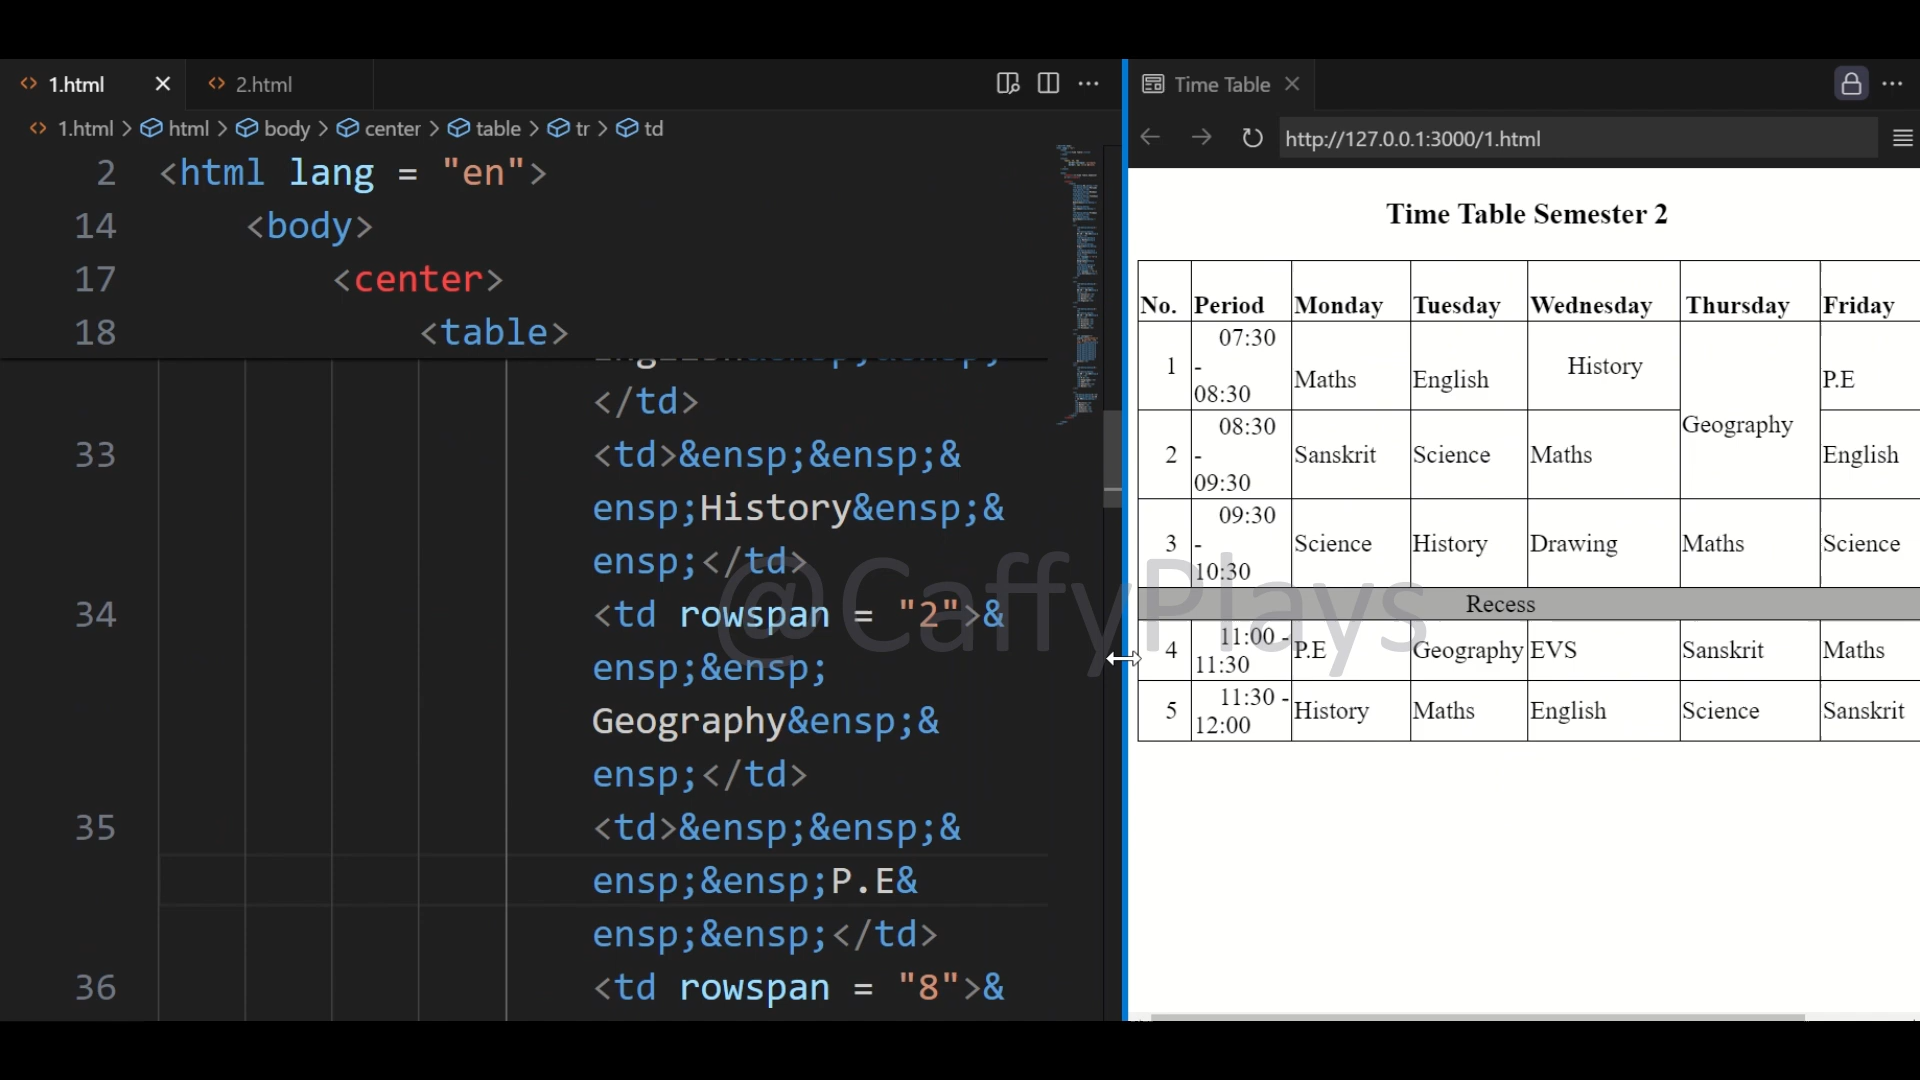 1.html
2.html
1.html > html > body > center > table > tr > td
2 <html lang = "en">
14 <body>
17 <center>
18 <table>
</td>
33 <td>&ensp;&ensp;&
ensp;History&ensp;&
ensp;</td>
34 <td rowspan = "2">&
ensp;&ensp;
Geography&ensp;&
ensp;</td>
35 <td>&ensp;&ensp;&
ensp;&ensp;P.E&
ensp;&ensp;</td>
36 <td rowspan = "8">&
@CaffyPlays
Time Table
http://127.0.0.1:3000/1.html
Time Table Semester 2
No. Period Monday Tuesday Wednesday Thursday Friday
1 07:30 - 08:30 Maths English History Geography P.E
2 08:30 - 09:30 Sanskrit Science Maths English
3 09:30 - 10:30 Science History Drawing Maths Science
Recess
4 11:00 - 11:30 P.E Geography EVS Sanskrit Maths
5 11:30 - 12:00 History Maths English Science Sanskrit